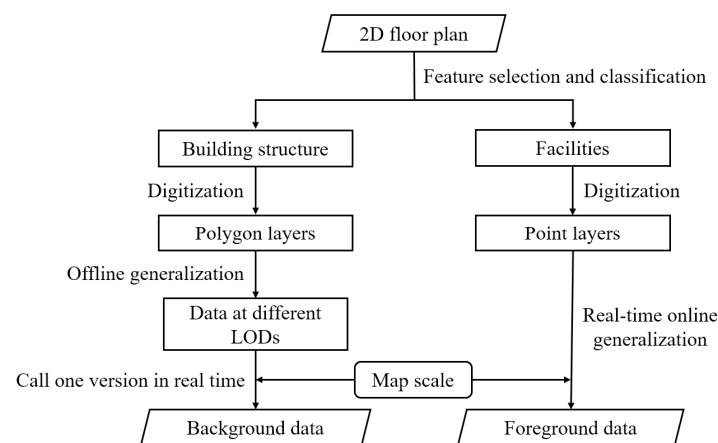 2D floor plan
Feature selection and classification
Building structure
Facilities
Digitization
Digitization
Polygon layers
Point layers
Offline generalization
Data at different
LODs
Real-time online
generalization
Call one version in real time
Map scale
Background data
Foreground data